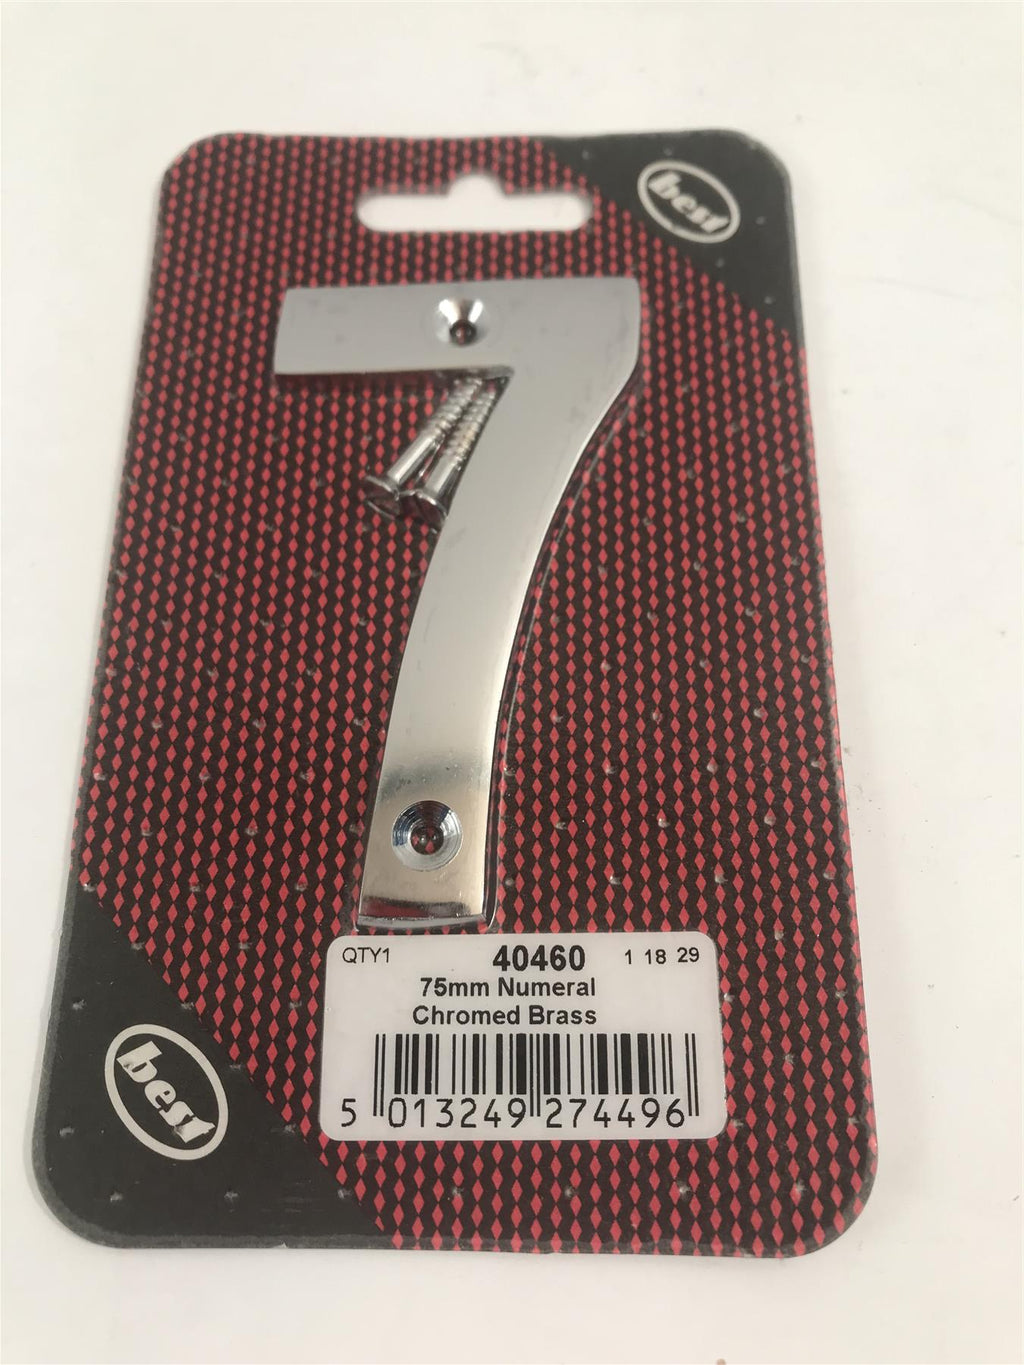 best
7
QTY1 40460 1 18 29
75mm Numeral
Chromed Brass
5 013249 274496
best